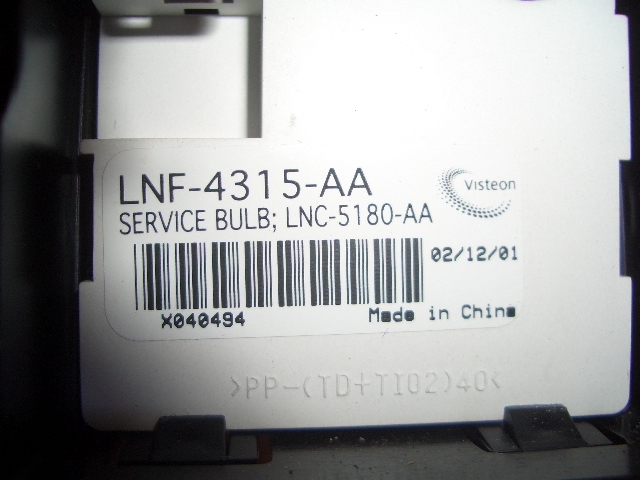 LNF-4315-AA
Visteon
SERVICE BULB; LNC-5180-AA
02/12/01
X040494
Made in China
>PP-(TD+TI02)40<